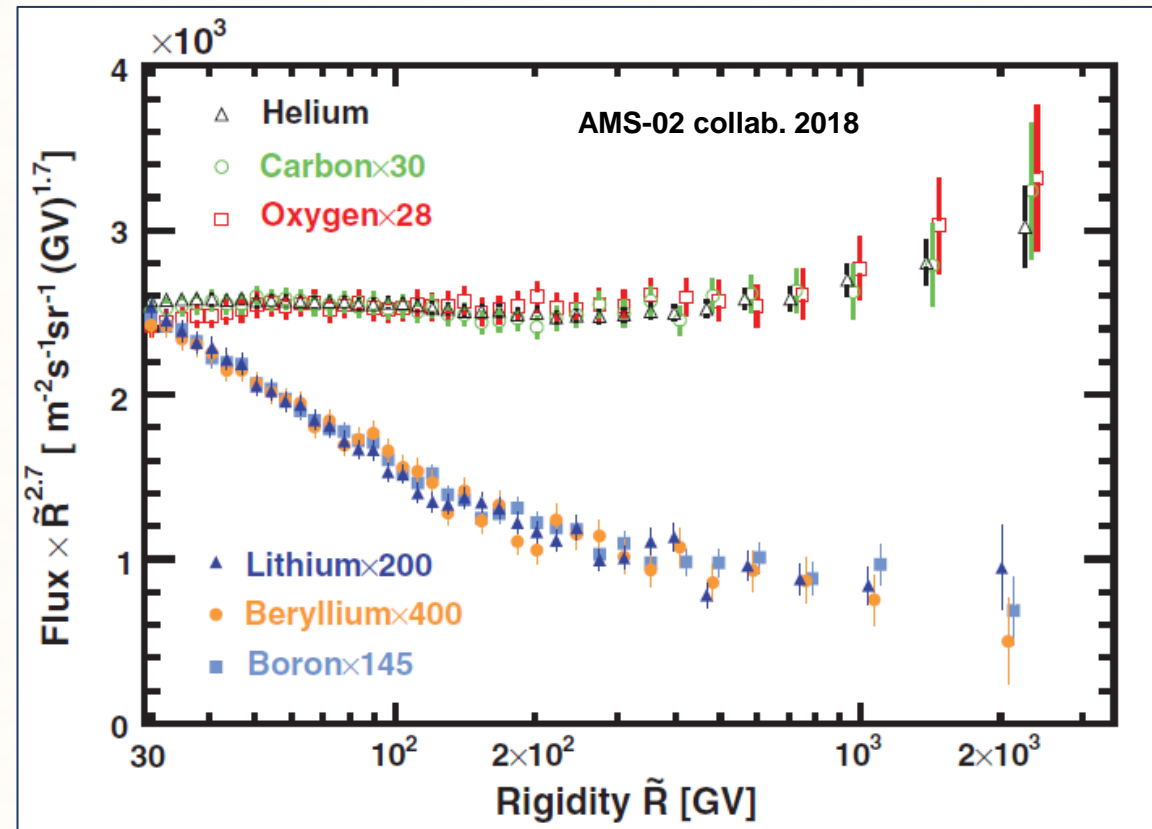 ×10³
4
3
2
1
0
Flux × R̃^2.7 [ m⁻²s⁻¹sr⁻¹ (GV)^1.7 ]
Helium
Carbon×30
Oxygen×28
AMS-02 collab. 2018
Lithium×200
Beryllium×400
Boron×145
30 10² 2×10² 10³ 2×10³
Rigidity R̃ [GV]